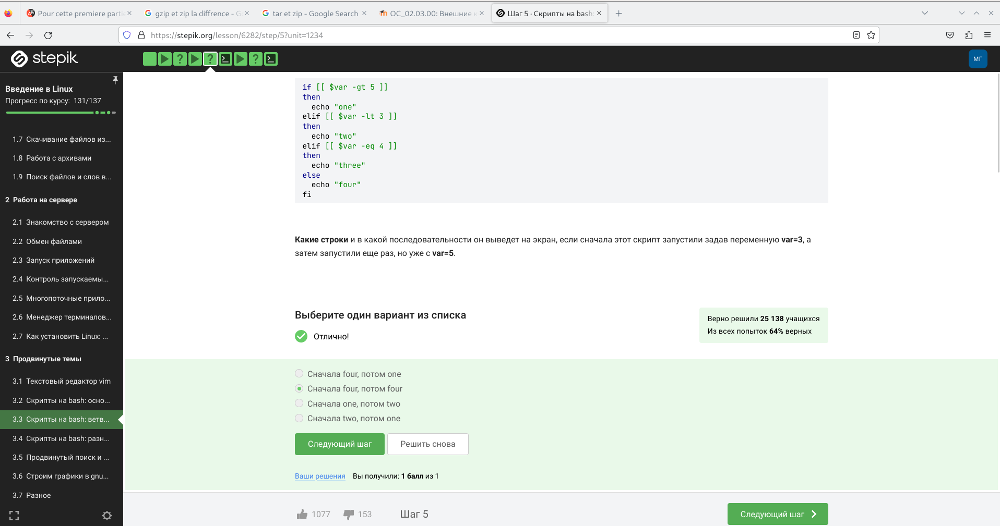 Pour cette premiere parti
gzip et zip la diffrence - G
tar et zip - Google Search
ОС_02.03.00: Внешние к
Шаг 5 · Скрипты на bash:
https://stepik.org/lesson/6282/step/5?unit=1234
stepik
МГ
Введение в Linux
Прогресс по курсу: 131/137
1.7 Скачивание файлов из...
1.8 Работа с архивами
1.9 Поиск файлов и слов в...
2 Работа на сервере
2.1 Знакомство с сервером
2.2 Обмен файлами
2.3 Запуск приложений
2.4 Контроль запускаемы...
2.5 Многопоточные прило...
2.6 Менеджер терминалов...
2.7 Как установить Linux: ...
3 Продвинутые темы
3.1 Текстовый редактор vim
3.2 Скрипты на bash: осно...
3.3 Скрипты на bash: ветв...
3.4 Скрипты на bash: разн...
3.5 Продвинутый поиск и ...
3.6 Строим графики в gnu...
3.7 Разное
if [[ $var -gt 5 ]]
then
echo "one"
elif [[ $var -lt 3 ]]
then
echo "two"
elif [[ $var -eq 4 ]]
then
echo "three"
else
echo "four"
fi
Какие строки и в какой последовательности он выведет на экран, если сначала этот скрипт запустили задав переменную var=3, а
затем запустили еще раз, но уже с var=5.
Выберите один вариант из списка
Отлично!
Верно решили 25 138 учащихся
Из всех попыток 64% верных
Сначала four, потом one
Сначала four, потом four
Сначала one, потом two
Сначала two, потом one
Следующий шаг
Решить снова
Ваши решения Вы получили: 1 балл из 1
1077
153
Шаг 5
Следующий шаг